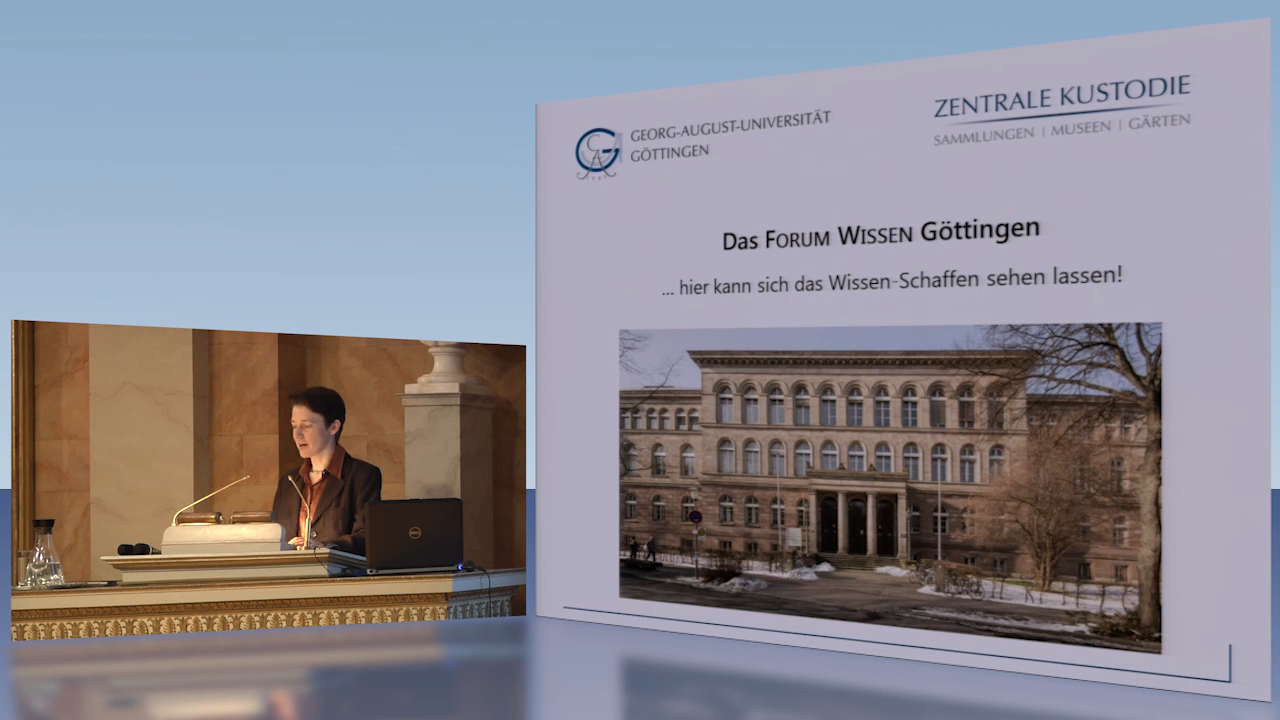 GEORG-AUGUST-UNIVERSITÄT
GÖTTINGEN
ZENTRALE KUSTODIE
SAMMLUNGEN | MUSEEN | GÄRTEN
Das FORUM WISSEN Göttingen
... hier kann sich das Wissen-Schaffen sehen lassen!
DELL